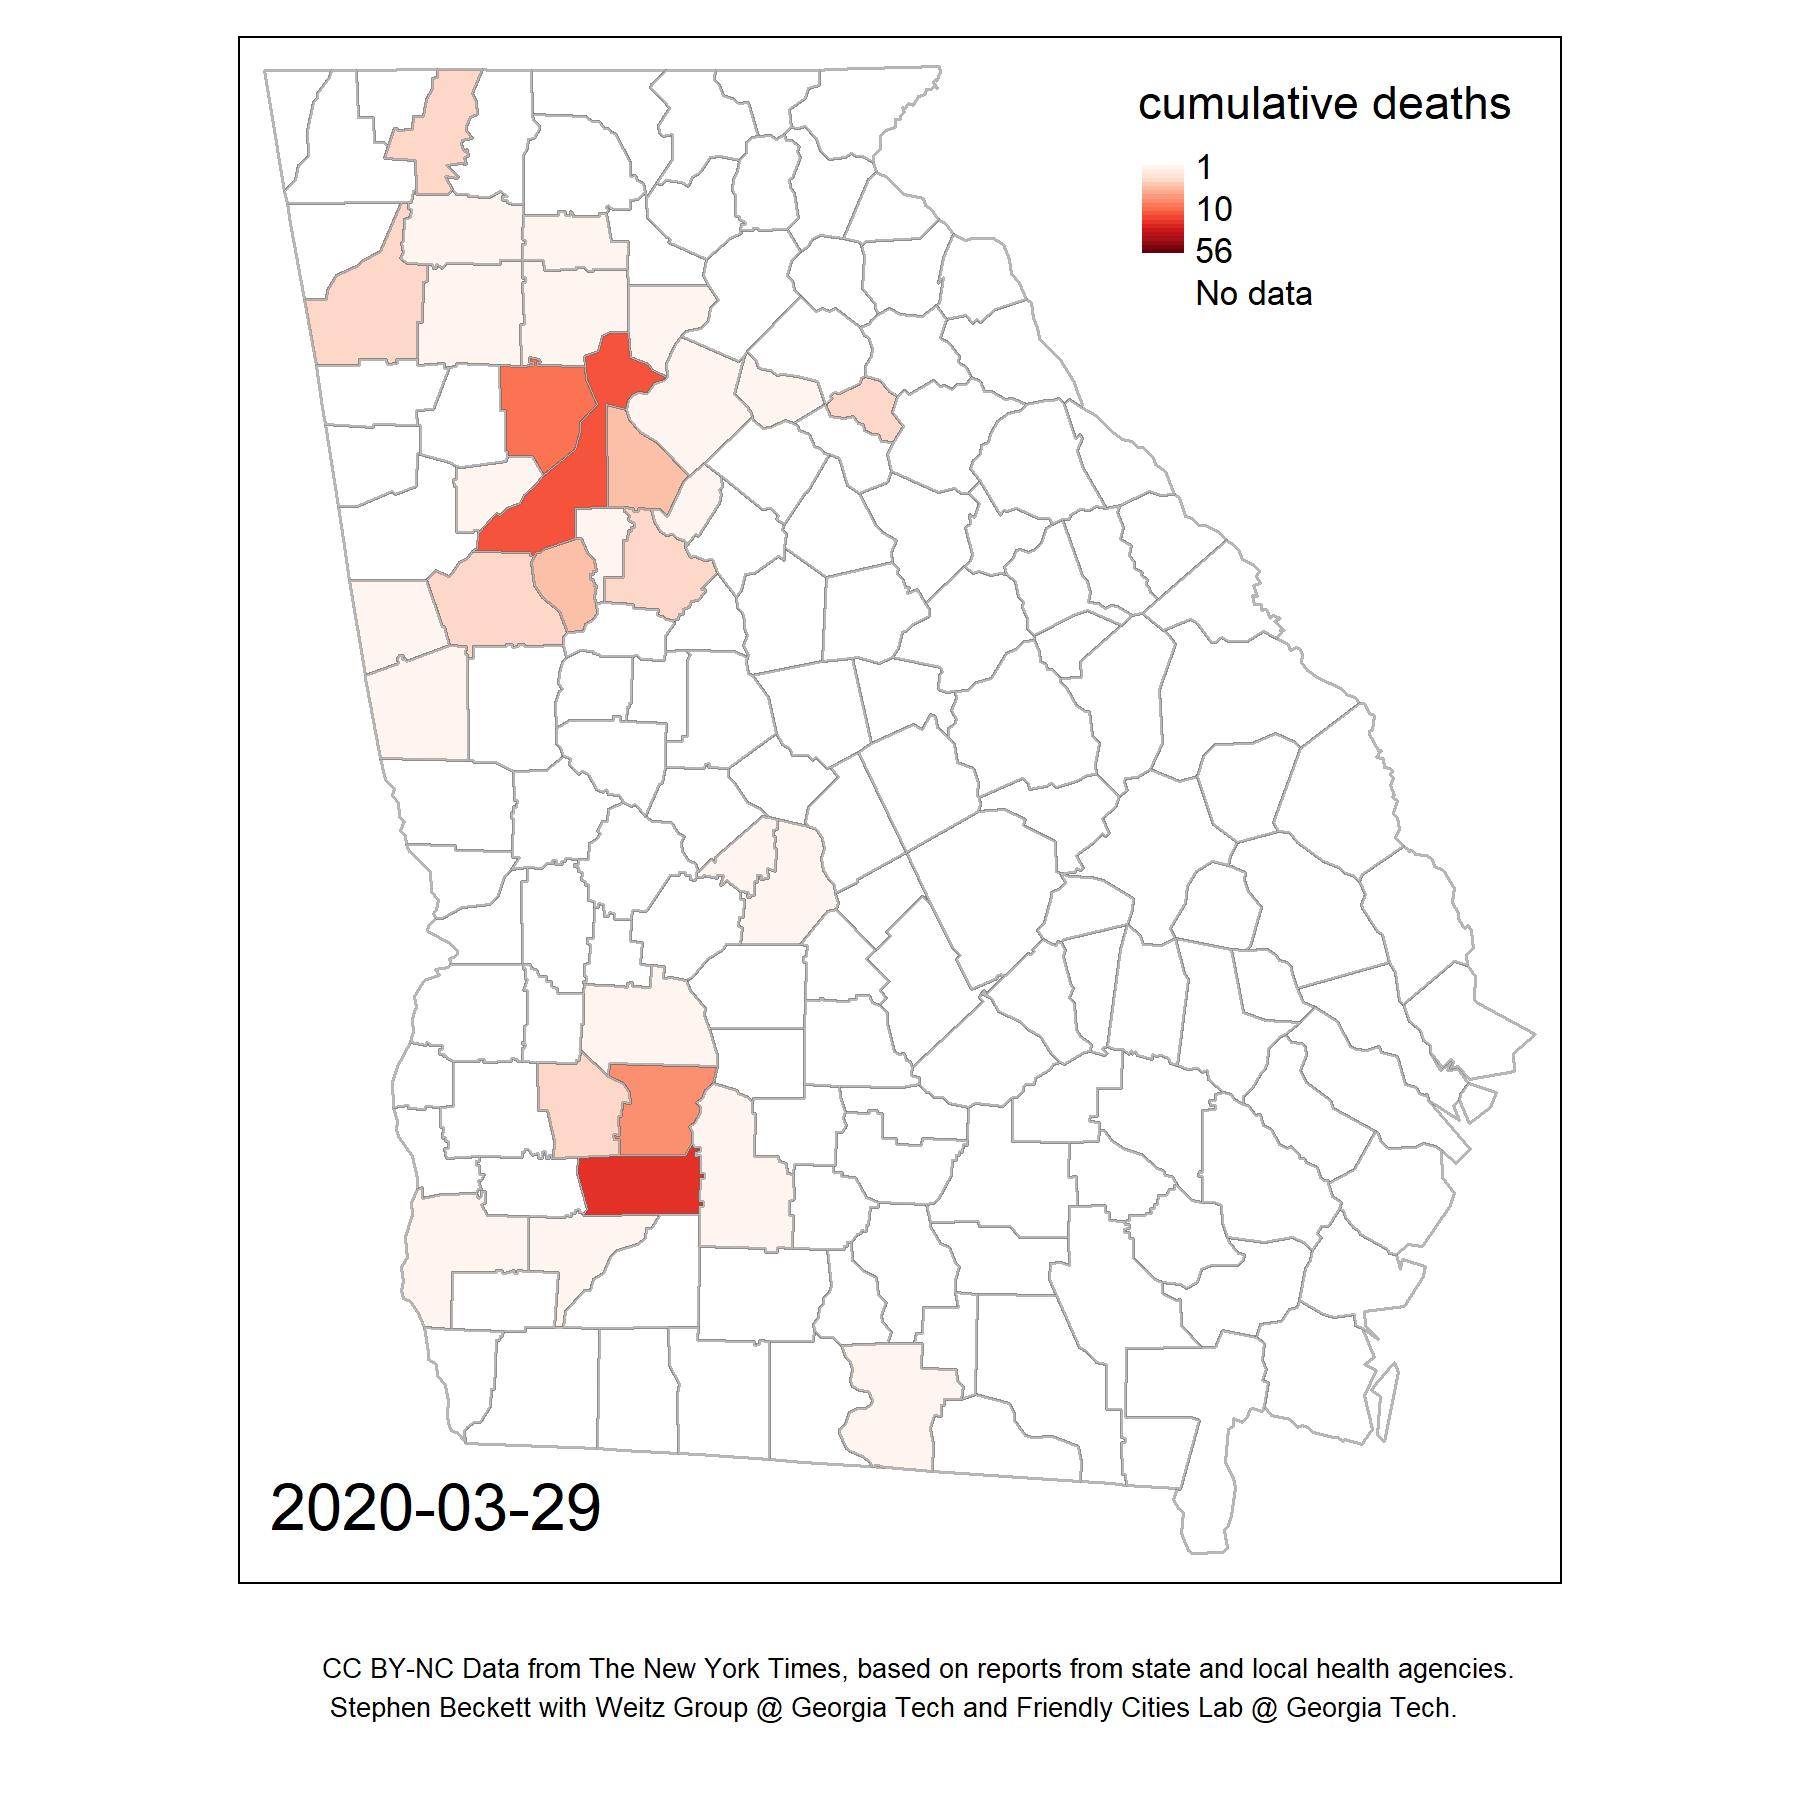 cumulative deaths
1
10
56
No data
2020-03-29
CC BY-NC Data from The New York Times, based on reports from state and local health agencies.
Stephen Beckett with Weitz Group @ Georgia Tech and Friendly Cities Lab @ Georgia Tech.